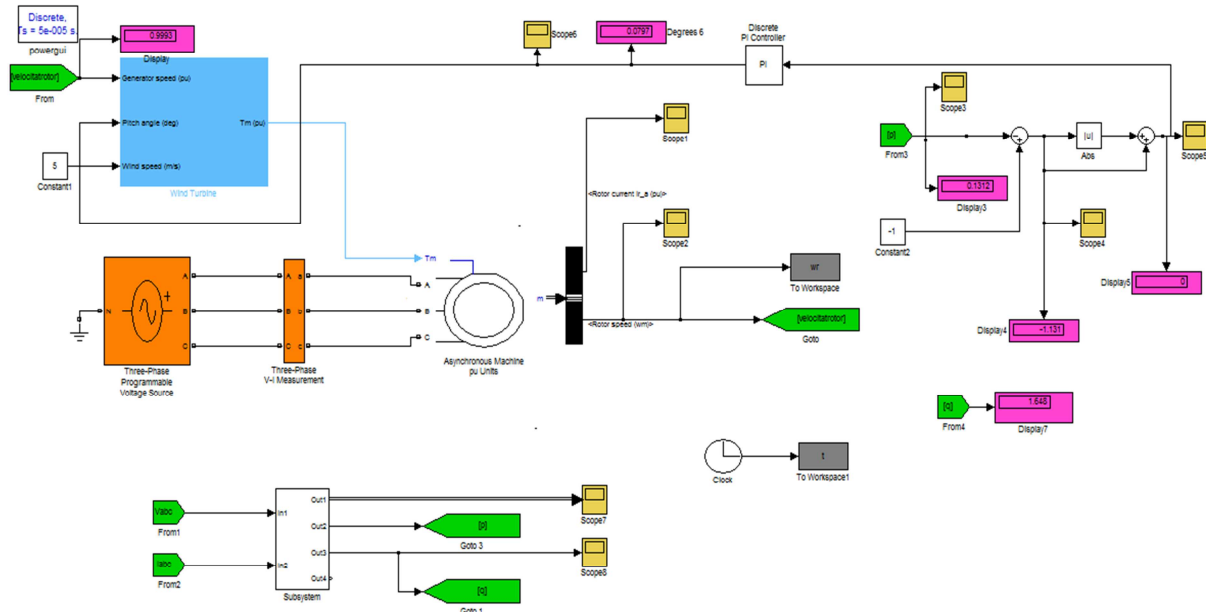 Discrete,
Ts = 5e-005 s.
powergui
0.9993
Display
[velocitatrotor]
From
Generator speed (pu)
Pitch angle (deg)
Tm (pu)
Wind speed (m/s)
Wind Turbine
5
Constant1
Scope6
0.0797
Degrees 6
Discrete
PI Controller
PI
Scope3
[p]
From3
|u|
Abs
Scope5
0.1312
Display3
-1
Constant2
Scope4
Display5
0
Display4
-1.131
Scope1
<Rotor current ir_a (pu)>
Scope2
wr
To Workspace
m
<Rotor speed (wm)>
[velocitatrotor]
Goto
N
A
B
C
Three-Phase
Programmable
Voltage Source
A
a
B
C
c
Three-Phase
V-I Measurement
Tm
A
B
C
Asynchronous Machine
pu Units
[q]
From4
1.648
Display7
Clock
t
To Workspace1
Vabc
From1
Iabc
From2
In1
In2
Out1
Out2
Out3
Out4
Subsystem
Scope7
[p]
Goto 3
Scope8
[q]
Goto 1